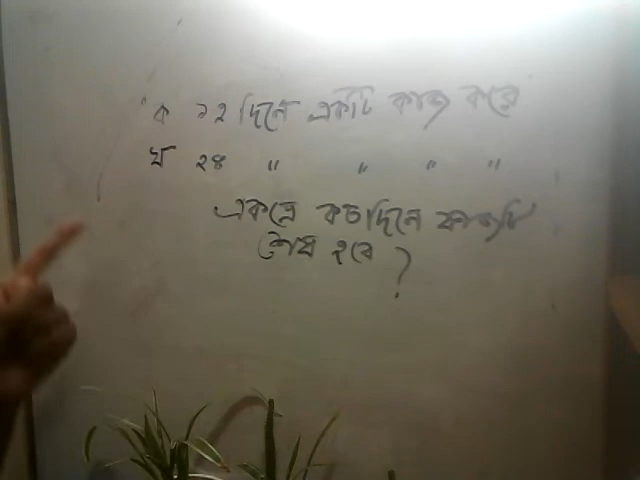 ক ১২ দিনে একটি কাজ করে
খ ২৪ " " " "
একত্রে কতদিনে কাজটি
শেষ হবে ?